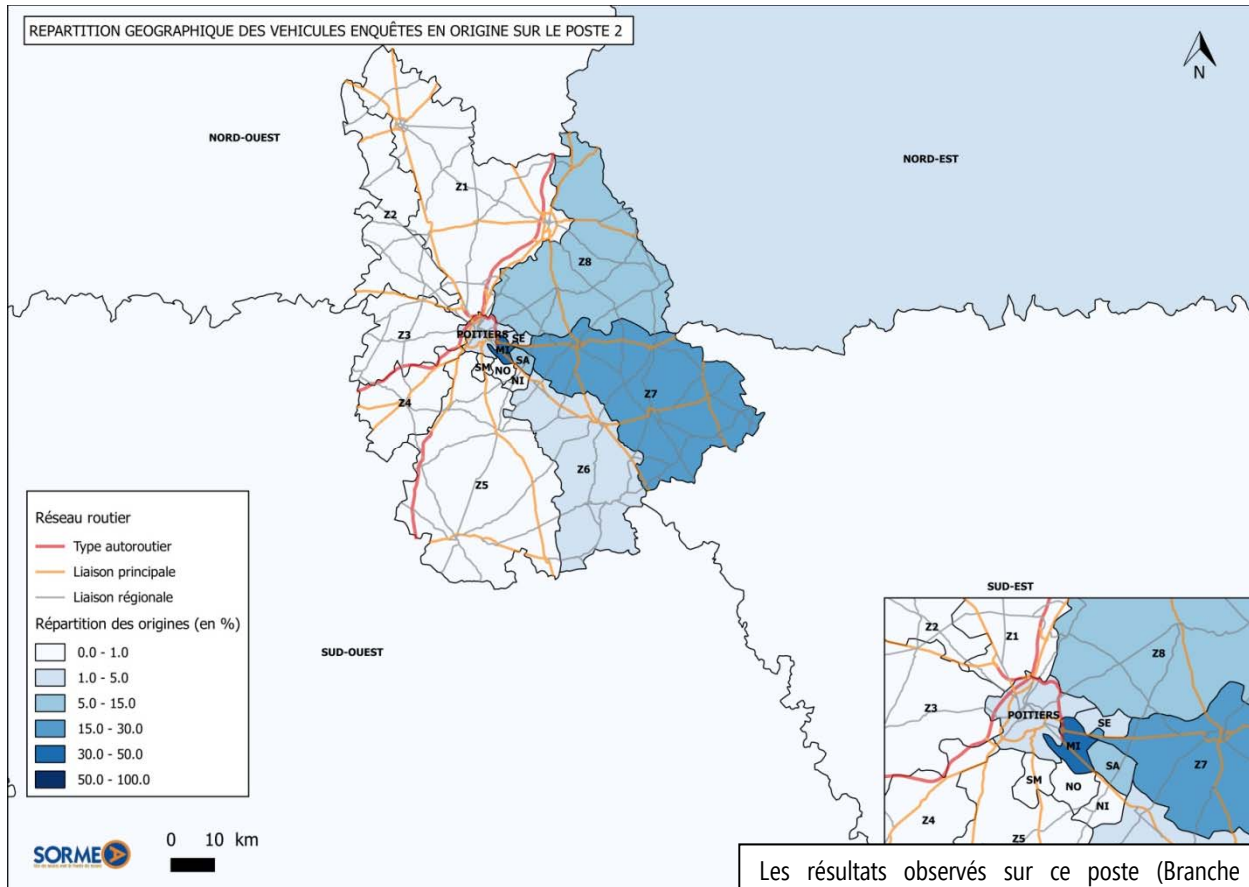 REPARTITION GEOGRAPHIQUE DES VEHICULES ENQUÊTES EN ORIGINE SUR LE POSTE 2
N
NORD-OUEST
NORD-EST
Z1
Z2
Z8
POITIERS
SE
Z3
MI
SA
SM
NO
NI
Z7
Z4
Z6
Z5
Réseau routier
Type autoroutier
Liaison principale
Liaison régionale
Répartition des origines (en %)
0.0 - 1.0
1.0 - 5.0
5.0 - 15.0
15.0 - 30.0
30.0 - 50.0
50.0 - 100.0
SUD-OUEST
SUD-EST
Z2
Z1
Z8
Z3
POITIERS
SE
MI
SA
Z7
SM
NO
NI
Z4
Z5
SORMEA
0 10 km
Les résultats observés sur ce poste (Branche